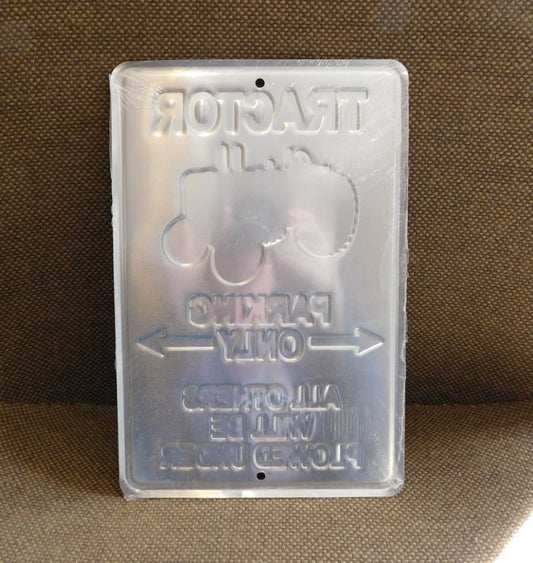 TRACTOR
PARKING
ONLY
ALL OTHERS
WILL BE
PLOWED UNDER